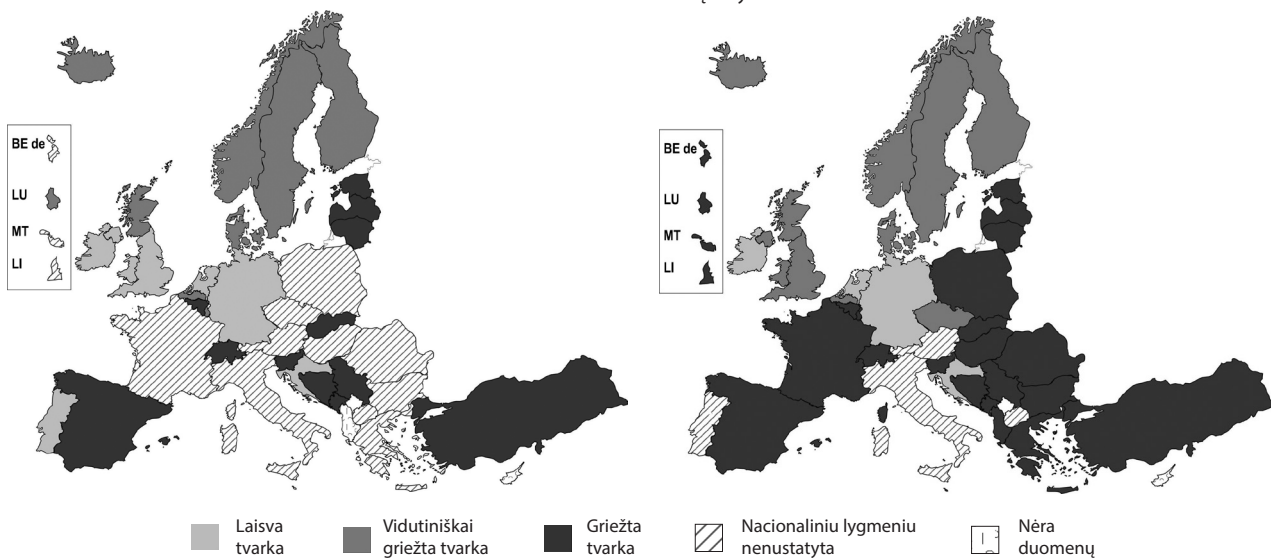 BE de
LU
MT
LI
BE de
LU
MT
LI
Laisva
tvarka
Vidutiniškai
griežta tvarka
Griežta
tvarka
Nacionaliniu lygmeniu
nenustatyta
Nėra
duomenų